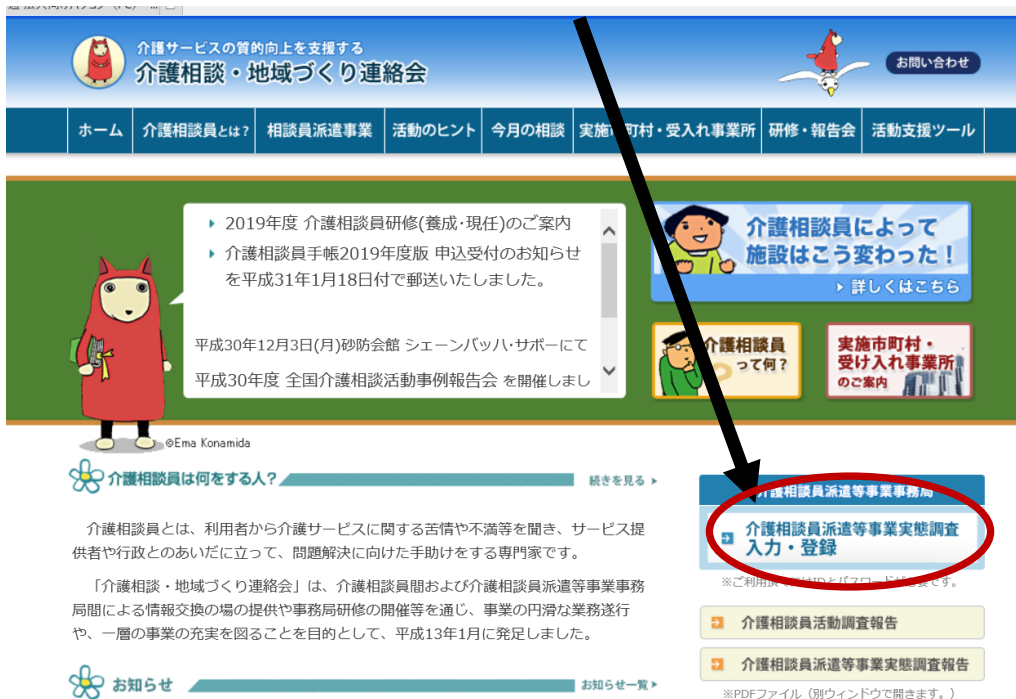 介護サービスの質的向上を支援する
介護相談・地域づくり連絡会
お問い合わせ
ホーム 介護相談員とは? 相談員派遣事業 活動のヒント 今月の相談 実施市町村・受入れ事業所 研修・報告会 活動支援ツール
2019年度 介護相談員研修(養成・現任)のご案内
介護相談員手帳2019年度版 申込受付のお知らせ
を平成31年1月18日付で郵送いたしました。
平成30年12月3日(月)砂防会館 シェーンバッハ・サボーにて
平成30年度 全国介護相談活動事例報告会 を開催しまし
介護相談員によって
施設はこう変わった!
詳しくはこちら
介護相談員
って何?
実施市町村・
受け入れ事業所
のご案内
©Ema Konamida
介護相談員は何をする人?
続きを見る
介護相談員とは、利用者から介護サービスに関する苦情や不満等を聞き、サービス提
供者や行政とのあいだに立って、問題解決に向けた手助けをする専門家です。
「介護相談・地域づくり連絡会」は、介護相談員間および介護相談員派遣等事業事務
局間による情報交換の場の提供や事務局研修の開催等を通じ、事業の円滑な業務遂行
や、一層の事業の充実を図ることを目的として、平成13年1月に発足しました。
お知らせ
お知らせ一覧
介護相談員派遣等事業事務局
介護相談員派遣等事業実態調査
入力・登録
※ご利用頂く際はIDとパスワードが必要です。
介護相談員活動調査報告
介護相談員派遣等事業実態調査報告
※PDFファイル(別ウィンドウで開きます。)